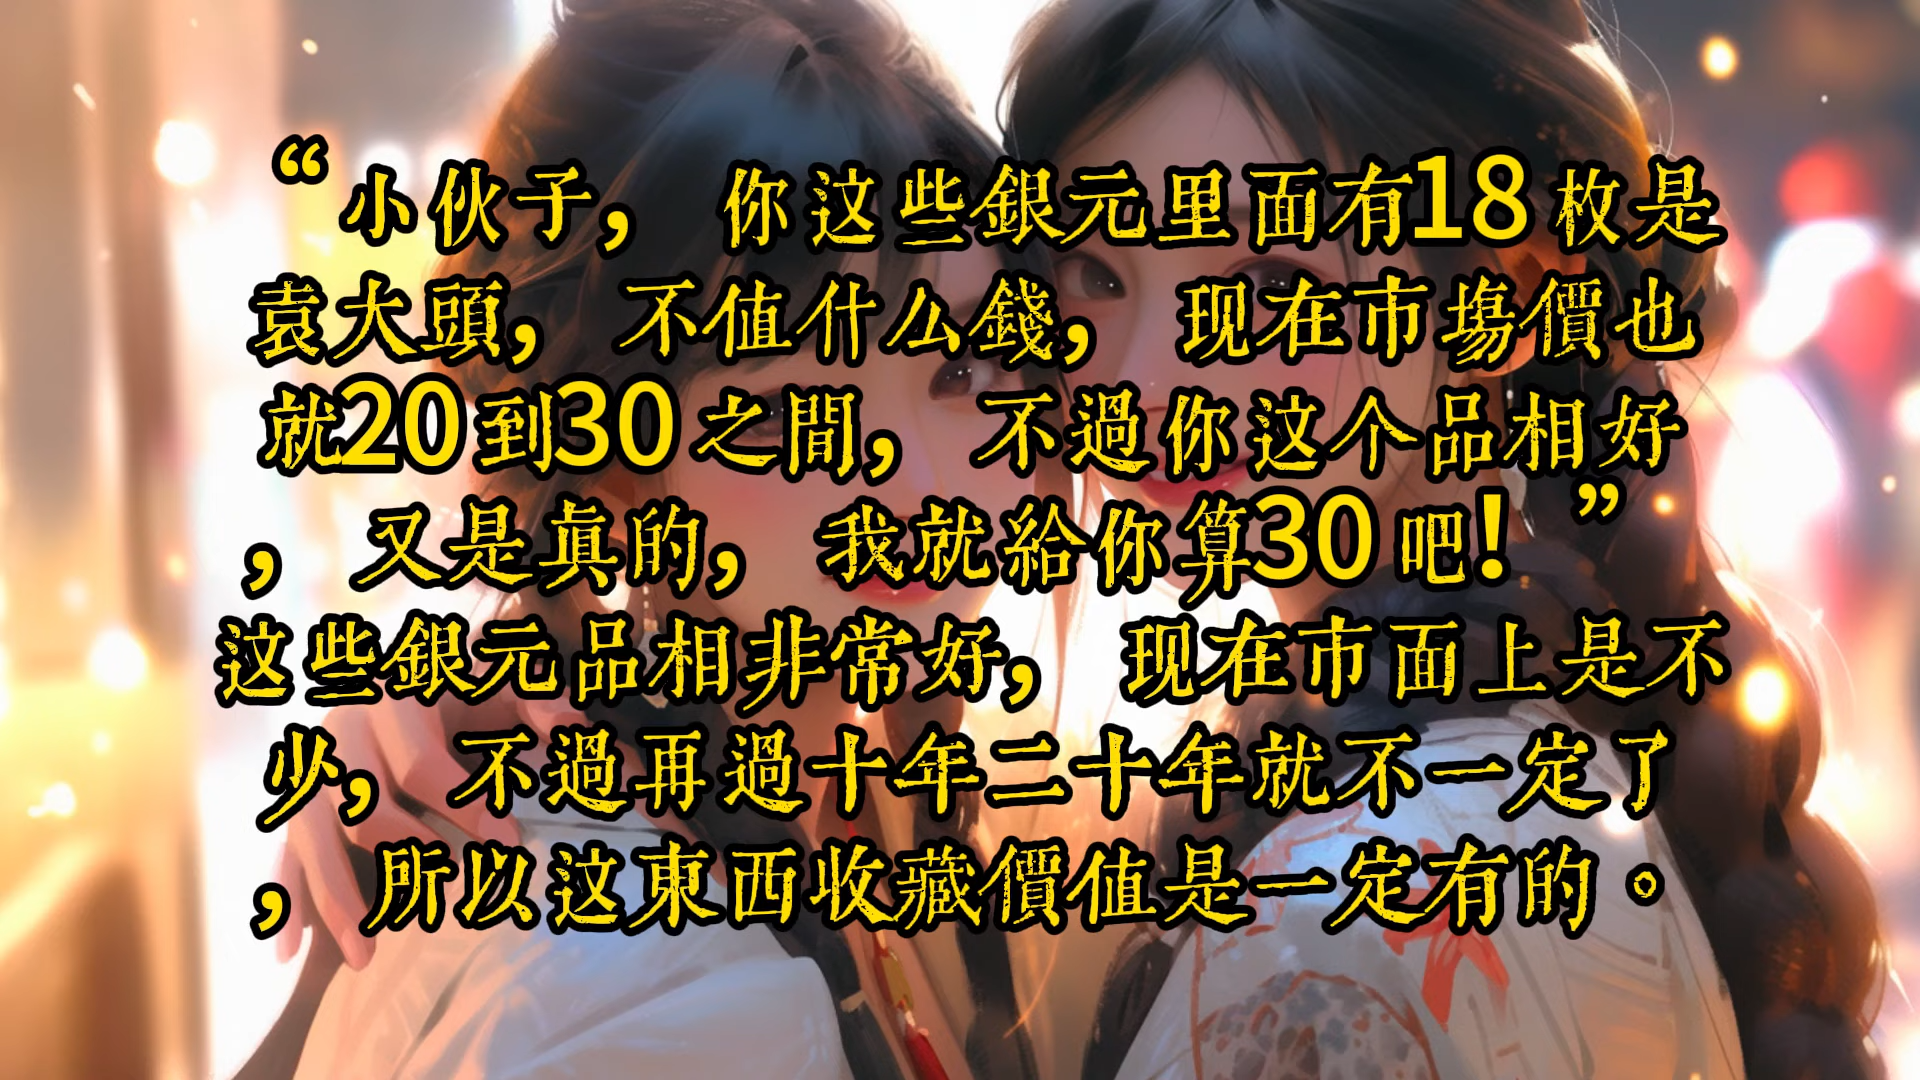 “小伙子，你这些銀元里面有18枚是
袁大頭，不值什么錢，现在市場價也
就20到30之間，不過你这个品相好
，又是真的，我就給你算30吧！”
这些銀元品相非常好，现在市面上是不
少，不過再過十年二十年就不一定了
，所以这東西收藏價值是一定有的。